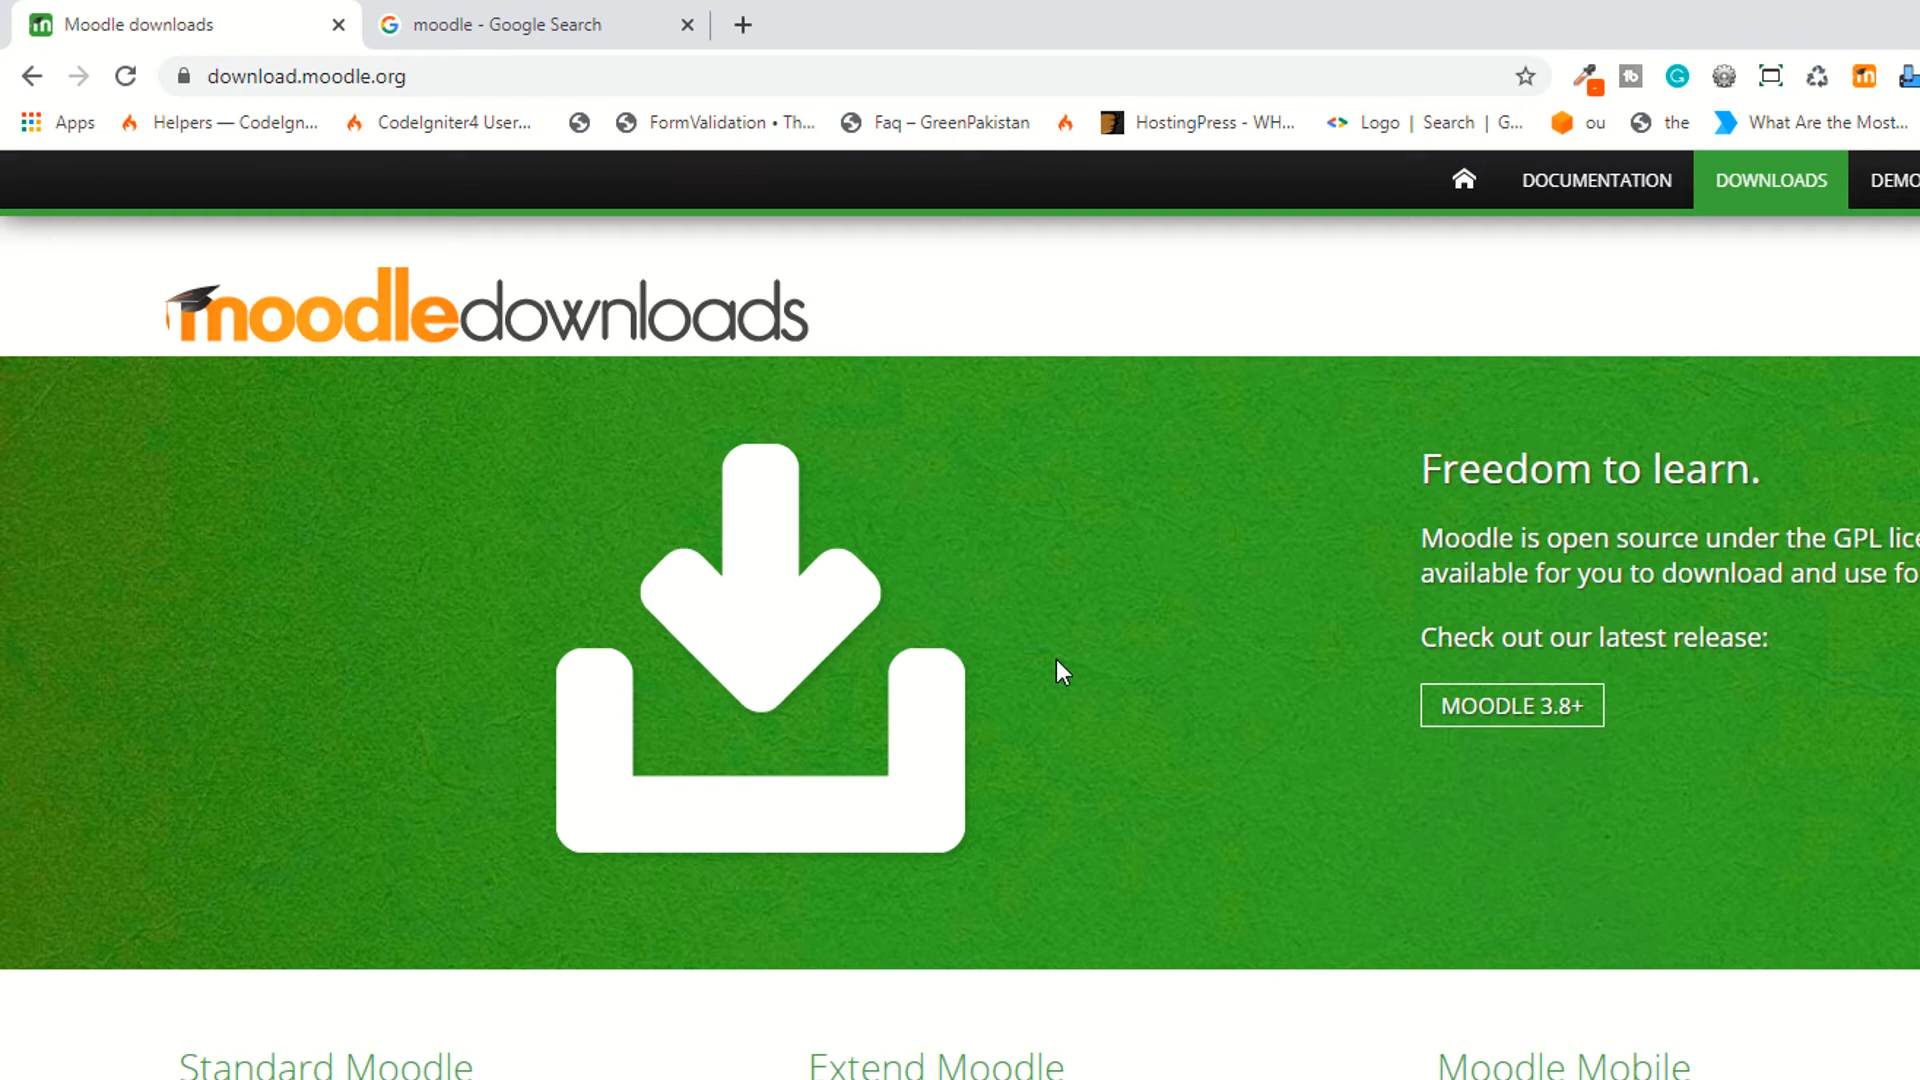 Moodle downloads
moodle - Google Search
download.moodle.org
Apps
Helpers — CodeIgn...
CodeIgniter4 User...
FormValidation • Th...
Faq – GreenPakistan
HostingPress - WH...
Logo | Search | G...
ou
the
What Are the Most...
DOCUMENTATION
DOWNLOADS
DEMO
moodledownloads
Freedom to learn.
Moodle is open source under the GPL lice
available for you to download and use fo
Check out our latest release:
MOODLE 3.8+
Standard Moodle
Extend Moodle
Moodle Mobile